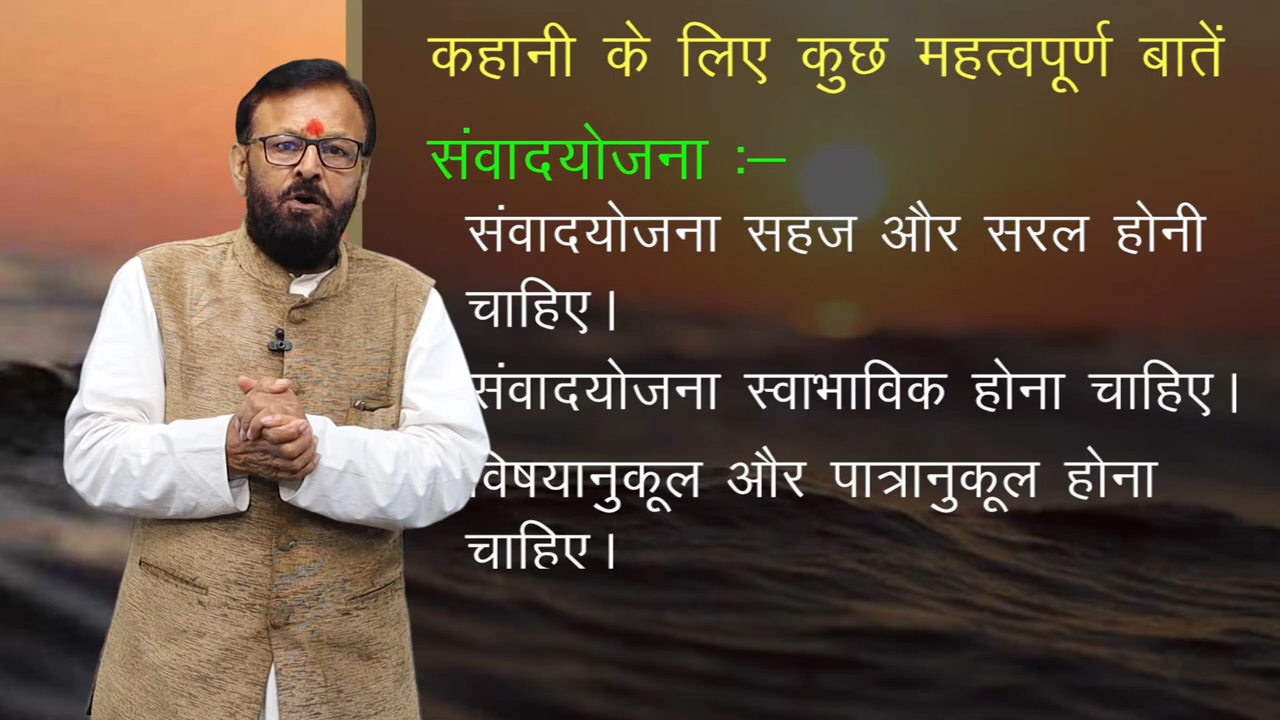 कहानी के लिए कुछ महत्वपूर्ण बातें
संवादयोजना :–
संवादयोजना सहज और सरल होनी
चाहिए।
संवादयोजना स्वाभाविक होना चाहिए।
विषयानुकूल और पात्रानुकूल होना
चाहिए।